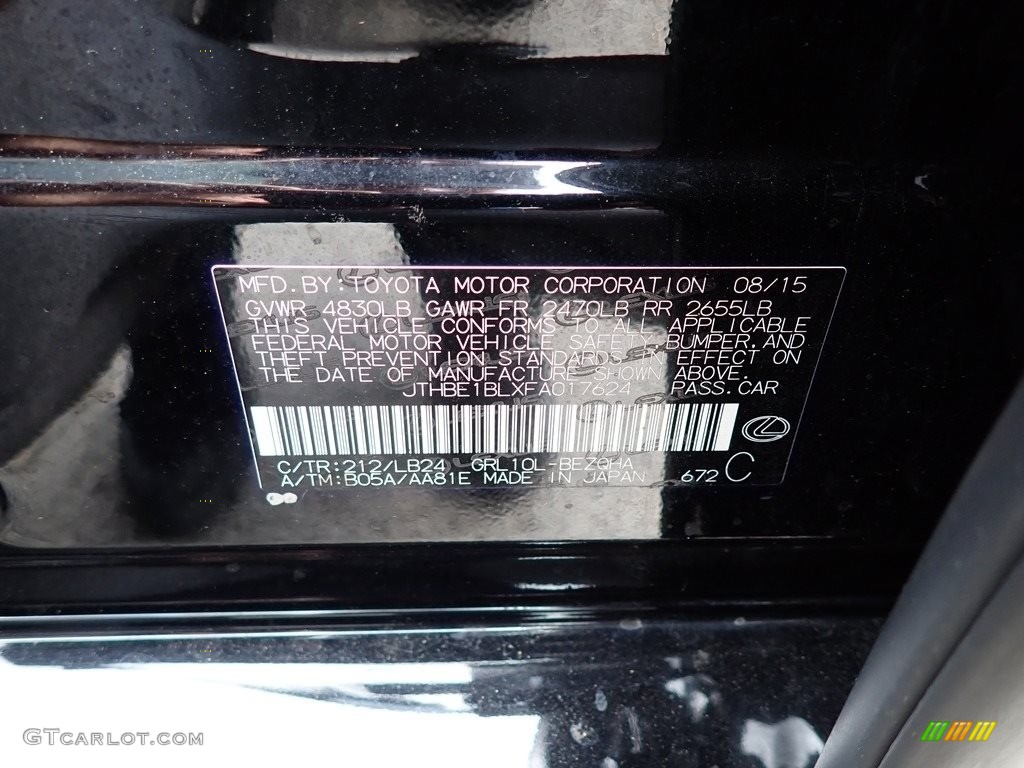 MFD. BY: TOYOTA MOTOR CORPORATION 08/15
GVWR 4830LB GAWR FR 2470LB RR 2655LB
THIS VEHICLE CONFORMS TO ALL APPLICABLE
FEDERAL MOTOR VEHICLE SAFETY, BUMPER, AND
THEFT PREVENTION STANDARDS IN EFFECT ON
THE DATE OF MANUFACTURE SHOWN ABOVE.
JTHBE1BLXFA017624 PASS. CAR
C/TR: 212/LB24 GRL10L-BEZQHA
A/TM: B05A/AA81E MADE IN JAPAN 672 C
GTCARLOT.COM